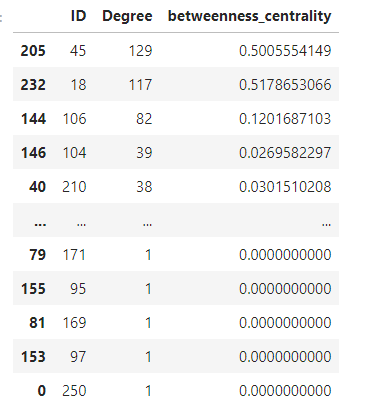 ID Degree betweenness_centrality
205 45 129 0.5005554149
232 18 117 0.5178653066
144 106 82 0.1201687103
146 104 39 0.0269582297
40 210 38 0.0301510208
... ... ... ...
79 171 1 0.0000000000
155 95 1 0.0000000000
81 169 1 0.0000000000
153 97 1 0.0000000000
0 250 1 0.0000000000